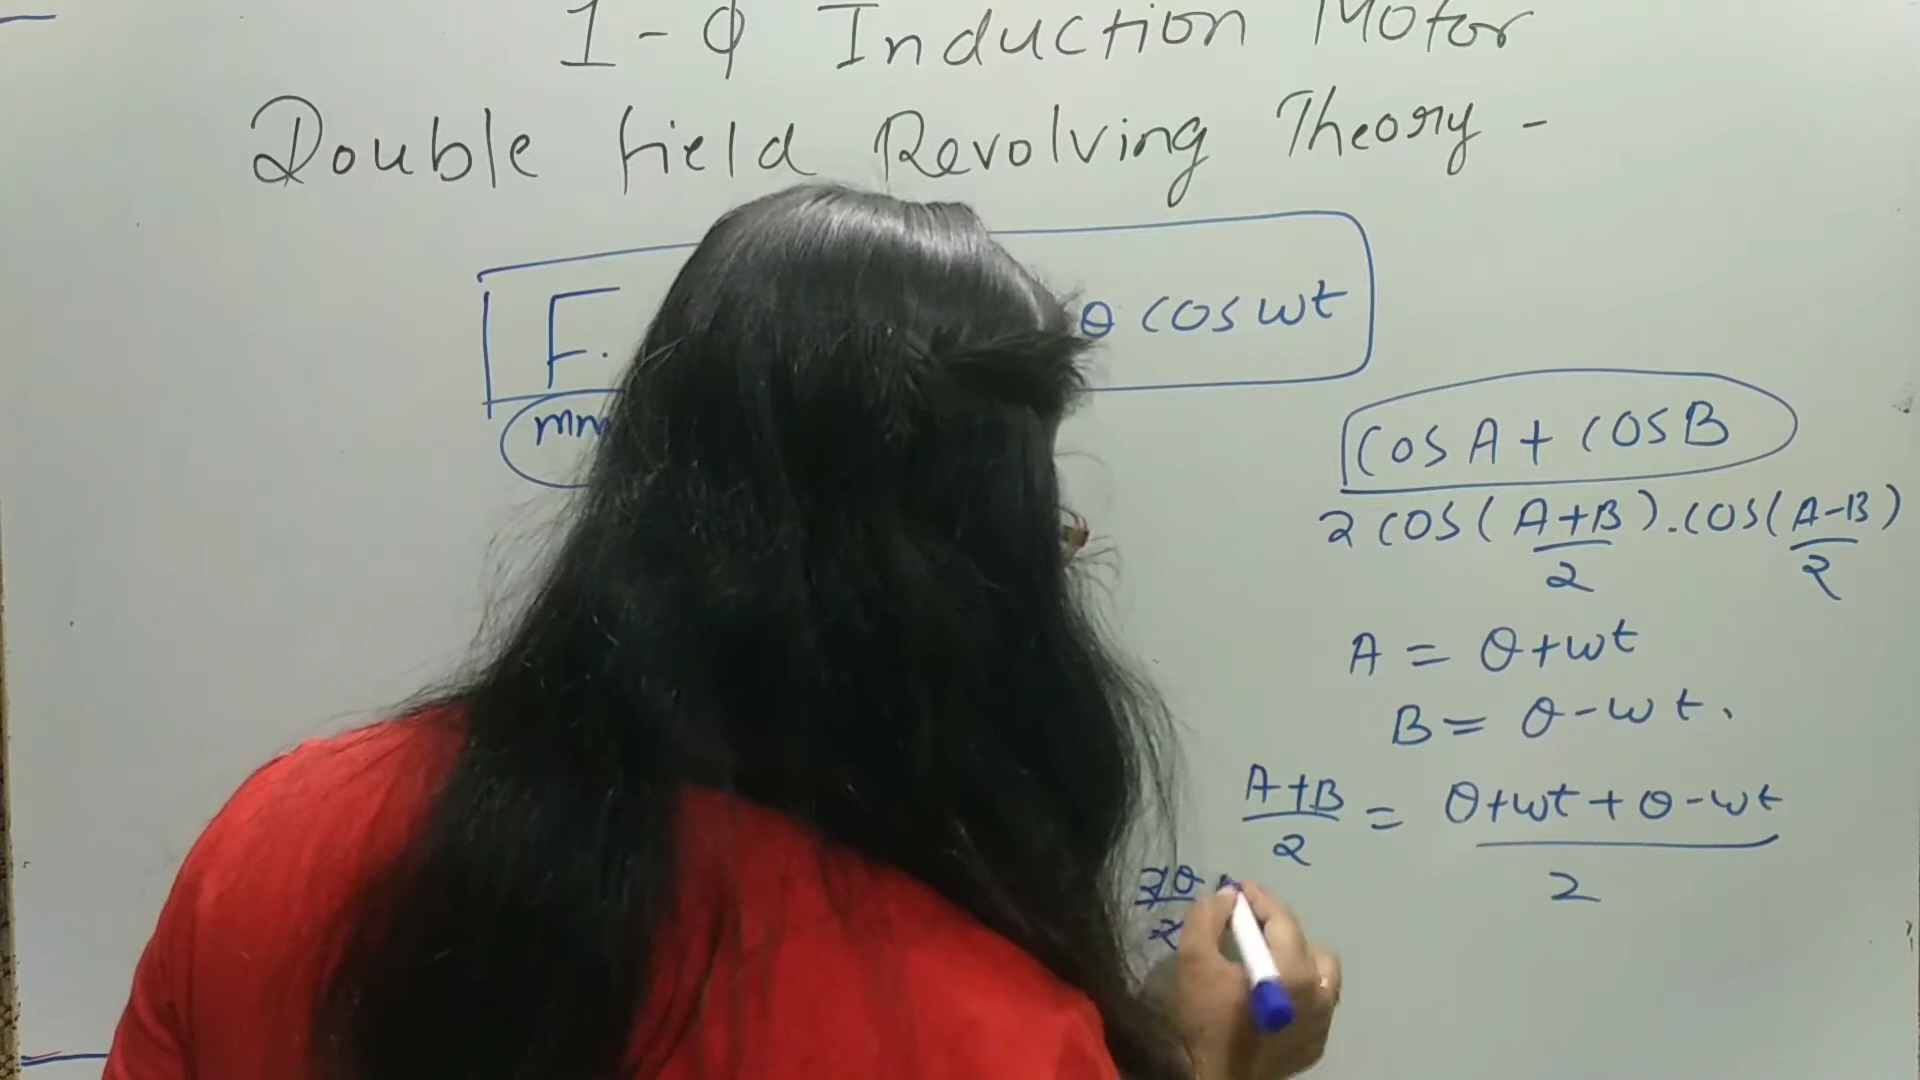 1-Φ Induction Motor
Double field Revolving Theory -
F. θ cos wt
cos A + cos B
2 cos (A+B/2) . cos (A-B/2)
A = θ+wt
B = θ-wt.
A+B/2 = θ+wt+θ-wt/2
2θ/2